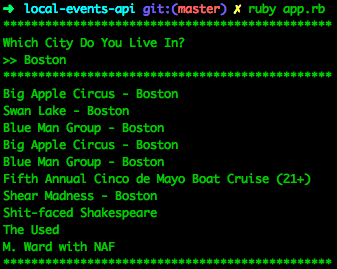 ➜ local-events-api git:(master) ✗ ruby app.rb
***********************************************
Which City Do You Live In?
>> Boston
***********************************************
Big Apple Circus - Boston
Swan Lake - Boston
Blue Man Group - Boston
Big Apple Circus - Boston
Blue Man Group - Boston
Fifth Annual Cinco de Mayo Boat Cruise (21+)
Shear Madness - Boston
Shit-faced Shakespeare
The Used
M. Ward with NAF
***********************************************